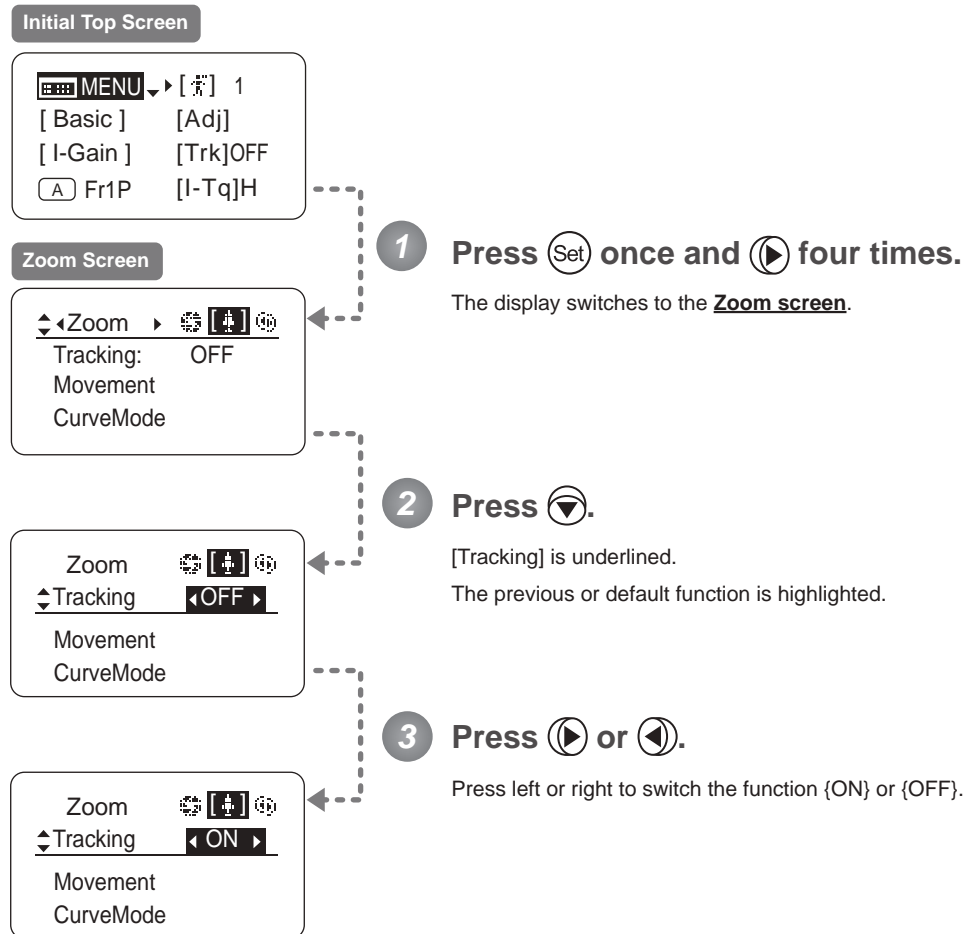 Initial Top Screen
MENU [ ] 1
[ Basic ] [Adj]
[ I-Gain ] [Trk]OFF
A Fr1P [I-Tq]H
1 Press Set once and four times.
The display switches to the Zoom screen.
Zoom Screen
Zoom [ ]
Tracking: OFF
Movement
CurveMode
2 Press .
[Tracking] is underlined.
The previous or default function is highlighted.
Zoom [ ]
Tracking OFF
Movement
CurveMode
3 Press or .
Press left or right to switch the function {ON} or {OFF}.
Zoom [ ]
Tracking ON
Movement
CurveMode